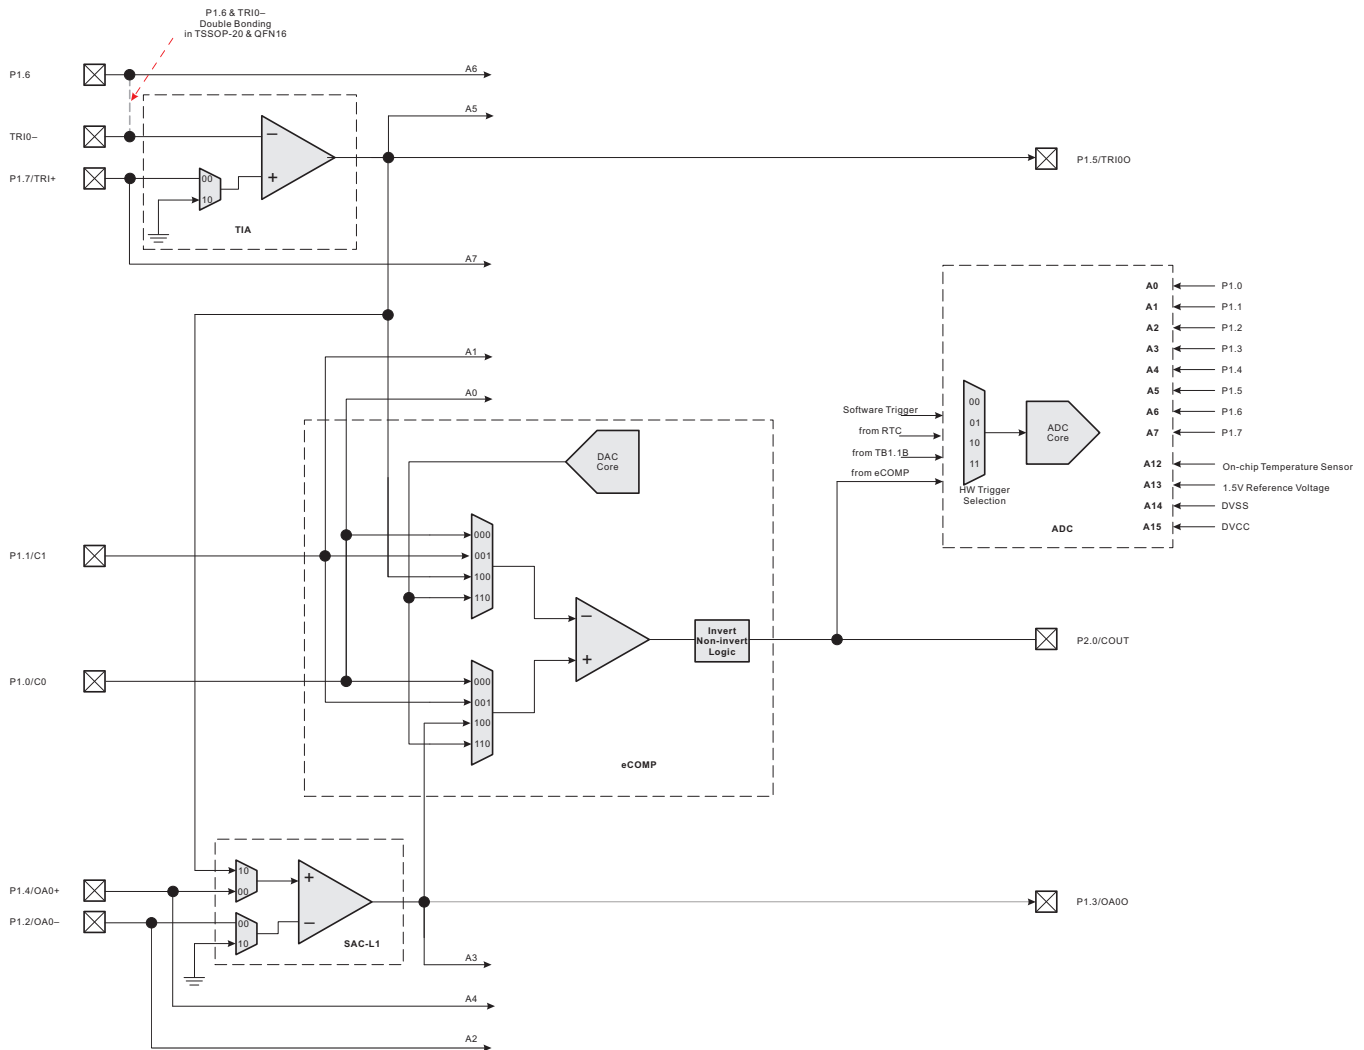 P1.6 & TRI0–
Double Bonding
in TSSOP-20 & QFN16
P1.6
A6
A5
TRI0–
P1.7/TRI+
00
10
–
+
TIA
P1.5/TRI0O
A7
A1
A0
DAC
Core
P1.1/C1
000
001
100
110
–
+
Invert
Non-invert
Logic
P1.0/C0
000
001
100
110
eCOMP
P2.0/COUT
Software Trigger
from RTC
from TB1.1B
from eCOMP
00
01
10
11
HW Trigger
Selection
ADC
Core
ADC
A0 P1.0
A1 P1.1
A2 P1.2
A3 P1.3
A4 P1.4
A5 P1.5
A6 P1.6
A7 P1.7
A12 On-chip Temperature Sensor
A13 1.5V Reference Voltage
A14 DVSS
A15 DVCC
P1.4/OA0+
P1.2/OA0–
10
00
00
10
+
–
SAC-L1
P1.3/OA0O
A3
A4
A2